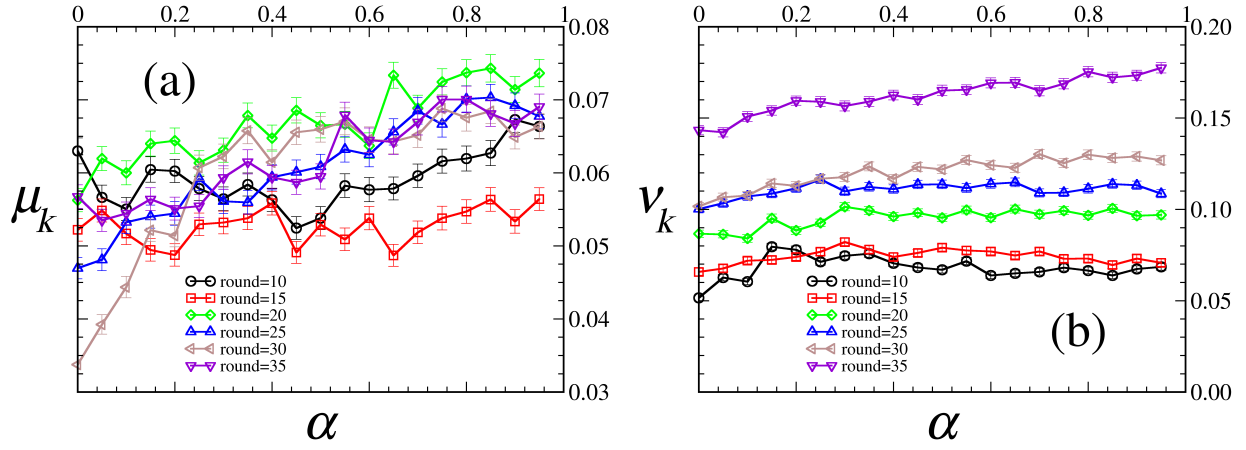 0 0.2 0.4 0.6 0.8 1
0.08
0.07
0.06
0.05
0.04
0.03
(a)
μk
round=10
round=15
round=20
round=25
round=30
round=35
α
0 0.2 0.4 0.6 0.8 1
0.20
0.15
0.10
0.05
0.00
νk
round=10
round=15
round=20
round=25
round=30
round=35
(b)
α